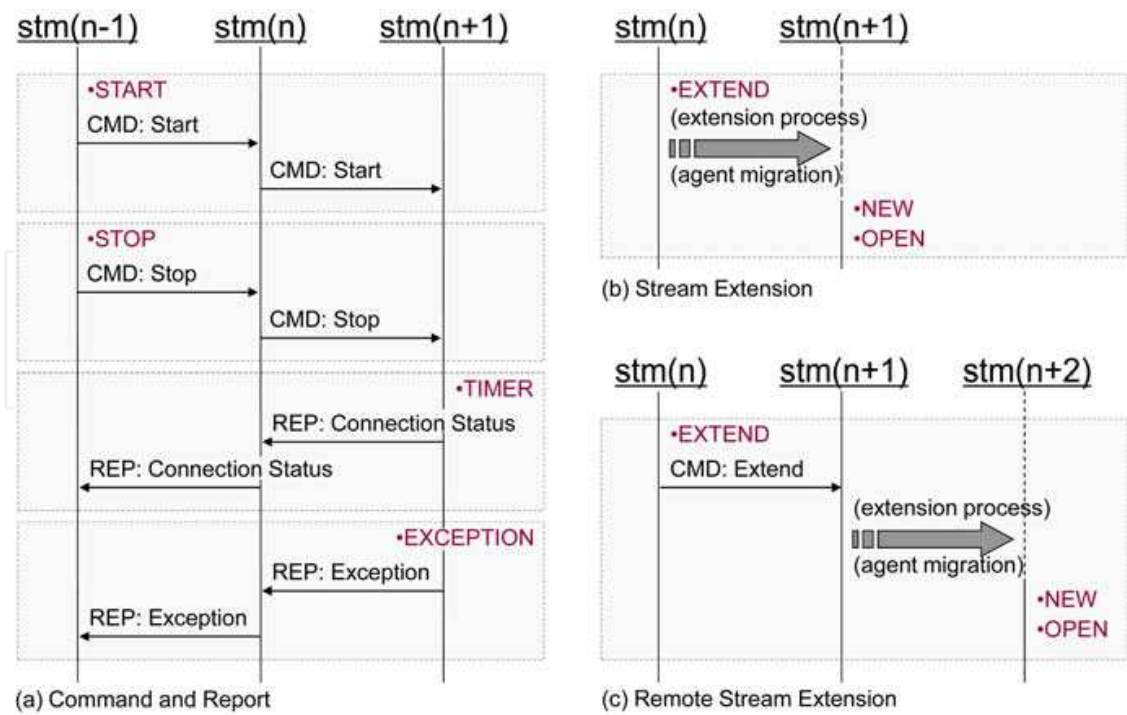 stm(n-1) stm(n) stm(n+1)
•START
CMD: Start
CMD: Start
•STOP
CMD: Stop
CMD: Stop
•TIMER
REP: Connection Status
REP: Connection Status
•EXCEPTION
REP: Exception
REP: Exception
(a) Command and Report
stm(n) stm(n+1)
•EXTEND
(extension process)
(agent migration)
•NEW
•OPEN
(b) Stream Extension
stm(n) stm(n+1) stm(n+2)
•EXTEND
CMD: Extend
(extension process)
(agent migration)
•NEW
•OPEN
(c) Remote Stream Extension